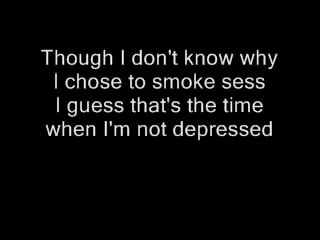 Though I don't know why
I chose to smoke sess
I guess that's the time
when I'm not depressed